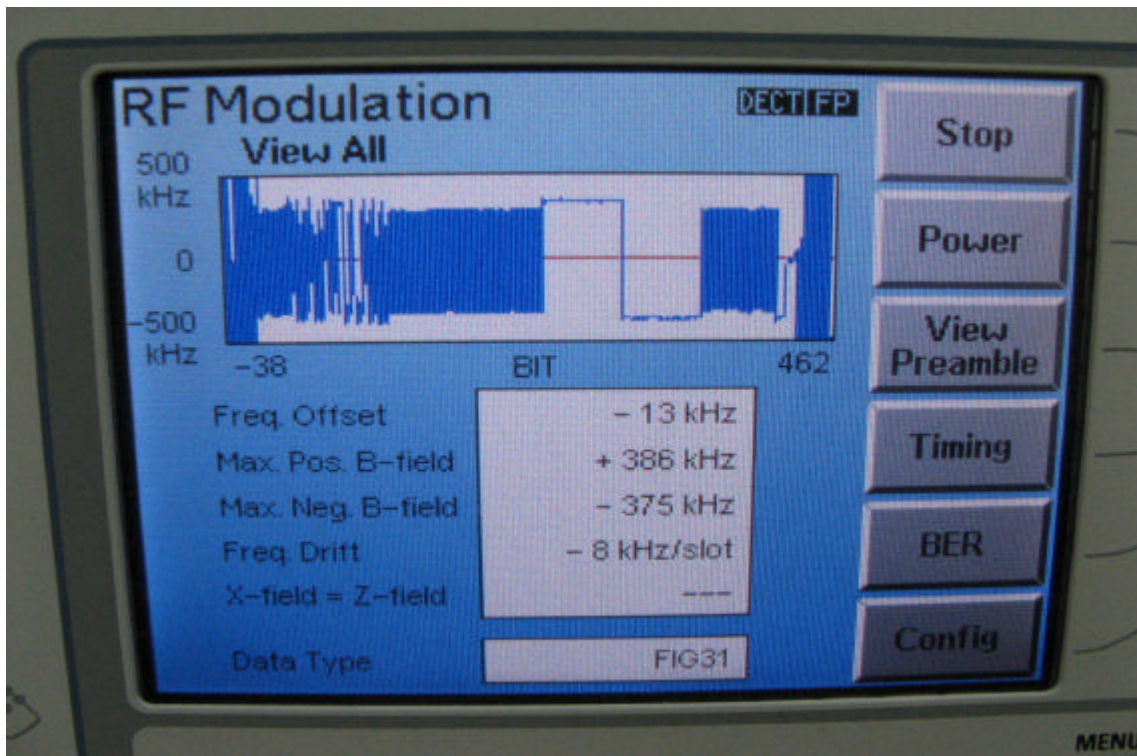 RF Modulation
DECT FP
View All
500
kHz
0
-500
kHz
-38
BIT
462
Freq. Offset
- 13 kHz
Max. Pos. B-field
+ 386 kHz
Max. Neg. B-field
- 375 kHz
Freq. Drift
- 8 kHz/slot
X-field = Z-field
---
Data Type
FIG31
Stop
Power
View
Preamble
Timing
BER
Config
MENU